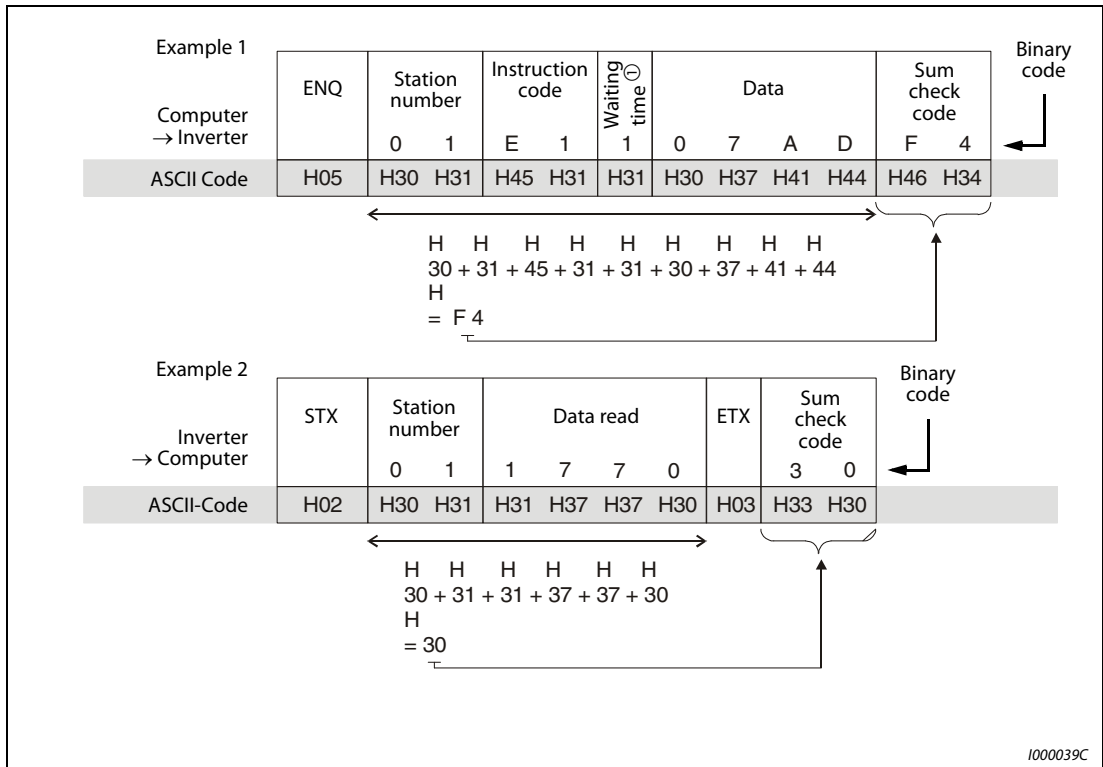 Example 1
Computer
→ Inverter
ENQ
Station
number
0 1
Instruction
code
E 1
Waiting
time ①
1
Data
0 7 A D
Sum
check
code
F 4
Binary
code
ASCII Code H05 H30 H31 H45 H31 H31 H30 H37 H41 H44 H46 H34
H H H H H H H H H
30 + 31 + 45 + 31 + 31 + 30 + 37 + 41 + 44
H
= F 4
Example 2
Inverter
→ Computer
STX
Station
number
0 1
Data read
1 7 7 0
ETX
Sum
check
code
3 0
Binary
code
ASCII-Code H02 H30 H31 H31 H37 H37 H30 H03 H33 H30
H H H H H H
30 + 31 + 31 + 37 + 37 + 30
H
= 30
I000039C